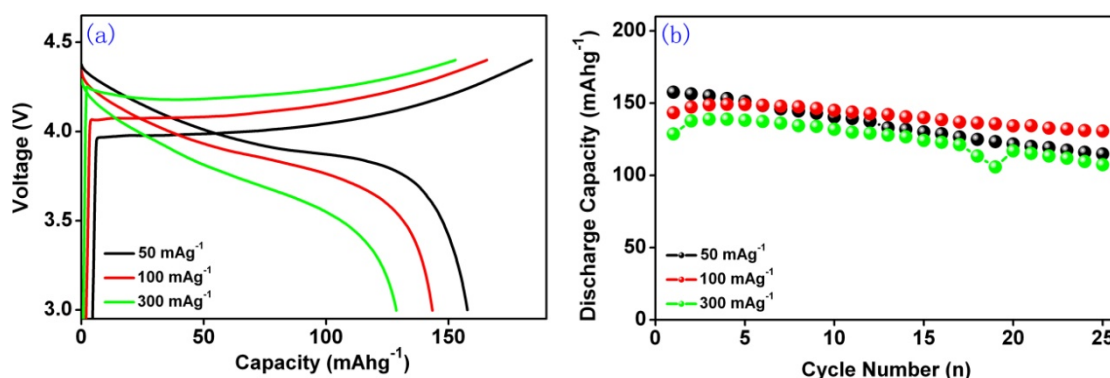 (a)
Voltage (V)
4.5
4.0
3.5
3.0
50 mAg⁻¹
100 mAg⁻¹
300 mAg⁻¹
0
50
100
150
Capacity (mAhg⁻¹)
(b)
Discharge Capacity (mAhg⁻¹)
200
150
100
50
0
50 mAg⁻¹
100 mAg⁻¹
300 mAg⁻¹
0
5
10
15
20
25
Cycle Number (n)